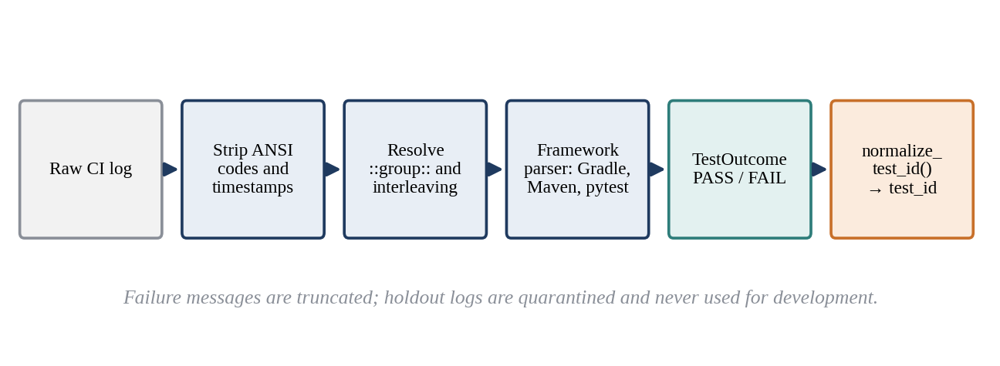 Raw CI log
Strip ANSI
codes and
timestamps
Resolve
::group:: and
interleaving
Framework
parser: Gradle,
Maven, pytest
TestOutcome
PASS / FAIL
normalize_
test_id()
→ test_id
Failure messages are truncated; holdout logs are quarantined and never used for development.